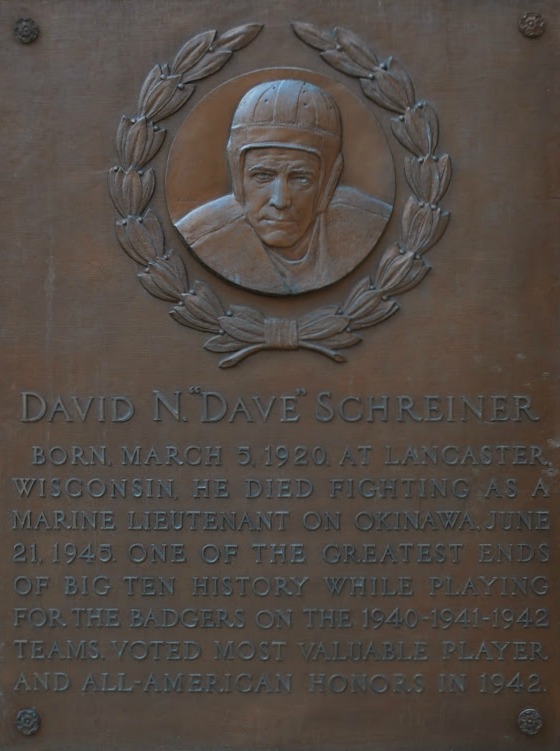 DAVID N. "DAVE" SCHREINER
BORN, MARCH 5, 1920, AT LANCASTER,
WISCONSIN, HE DIED FIGHTING AS A
MARINE LIEUTENANT ON OKINAWA, JUNE
21, 1945. ONE OF THE GREATEST ENDS
OF BIG TEN HISTORY WHILE PLAYING
FOR THE BADGERS ON THE 1940-1941-1942
TEAMS. VOTED MOST VALUABLE PLAYER
AND ALL-AMERICAN HONORS IN 1942.